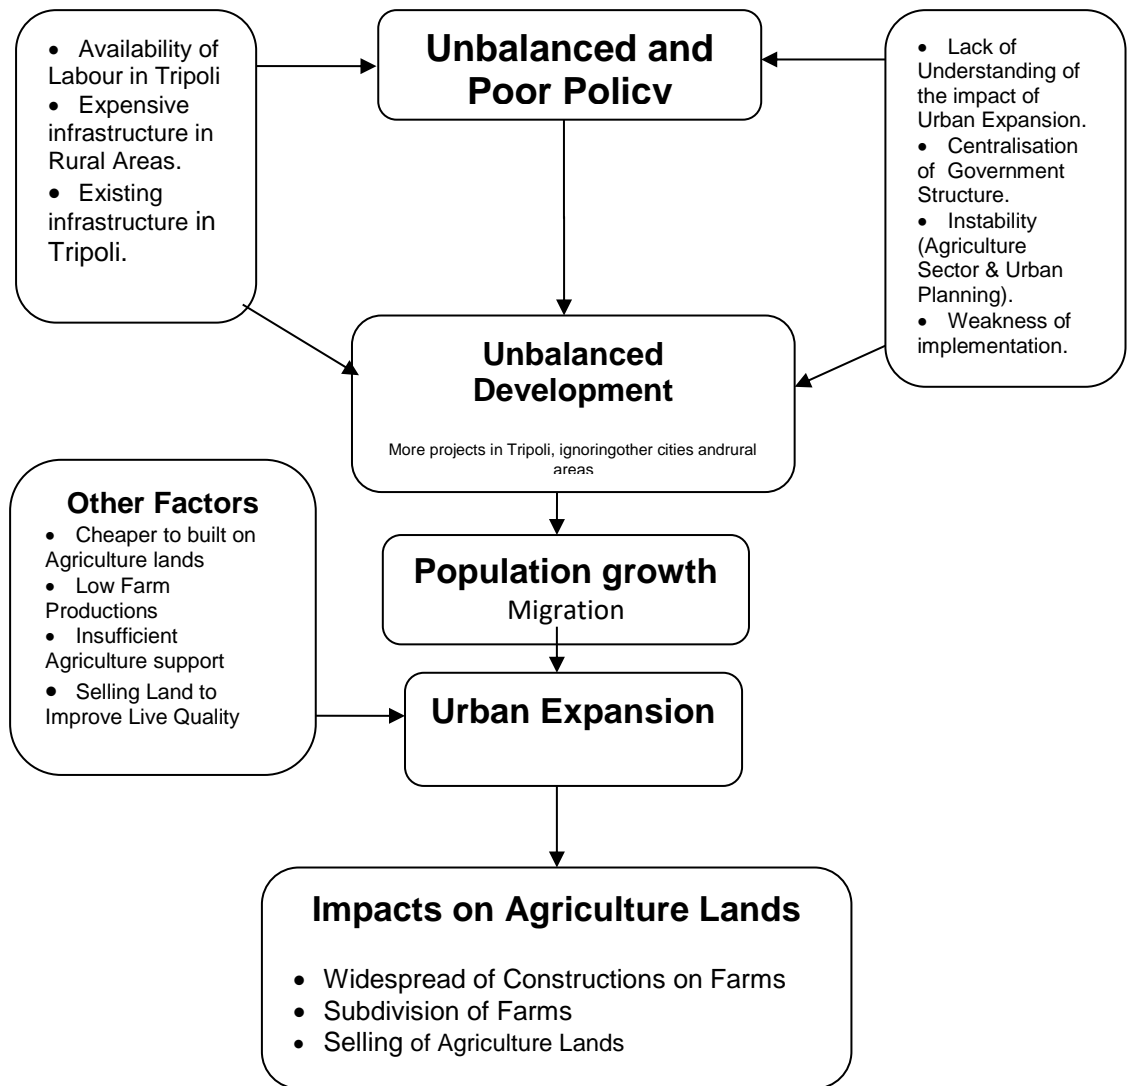 • Availability of
Labour in Tripoli
• Expensive
infrastructure in
Rural Areas.
• Existing
infrastructure in
Tripoli.
Unbalanced and
Poor Policy
• Lack of
Understanding of
the impact of
Urban Expansion.
• Centralisation
of Government
Structure.
• Instability
(Agriculture
Sector & Urban
Planning).
• Weakness of
implementation.
Unbalanced
Development
More projects in Tripoli, ignoringother cities andrural
areas
Other Factors
• Cheaper to built on
Agriculture lands
• Low Farm
Productions
• Insufficient
Agriculture support
• Selling Land to
Improve Live Quality
Population growth
Migration
Urban Expansion
Impacts on Agriculture Lands
• Widespread of Constructions on Farms
• Subdivision of Farms
• Selling of Agriculture Lands